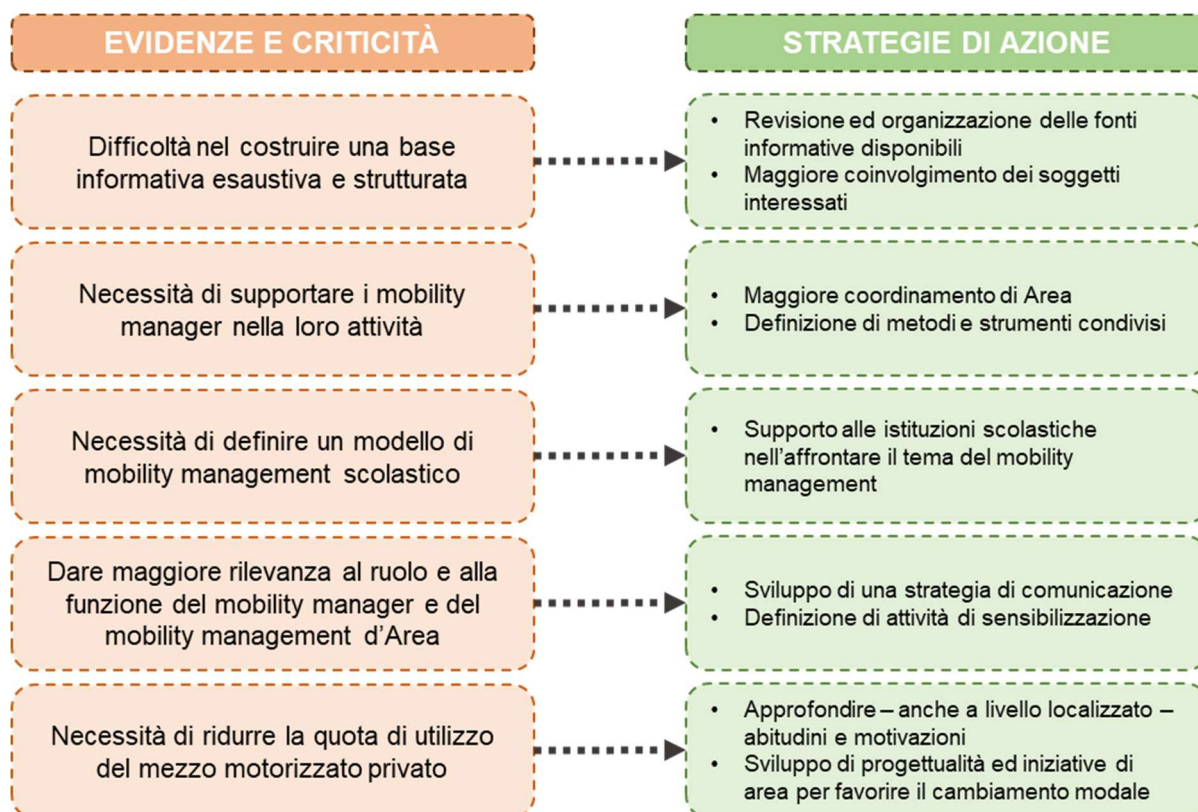 EVIDENZE E CRITICITÀ
STRATEGIE DI AZIONE
Difficoltà nel costruire una base
informativa esaustiva e strutturata
• Revisione ed organizzazione delle fonti
informative disponibili
• Maggiore coinvolgimento dei soggetti
interessati
Necessità di supportare i mobility
manager nella loro attività
• Maggiore coordinamento di Area
• Definizione di metodi e strumenti condivisi
Necessità di definire un modello di
mobility management scolastico
• Supporto alle istituzioni scolastiche
nell’affrontare il tema del mobility
management
Dare maggiore rilevanza al ruolo e alla
funzione del mobility manager e del
mobility management d’Area
• Sviluppo di una strategia di comunicazione
• Definizione di attività di sensibilizzazione
Necessità di ridurre la quota di utilizzo
del mezzo motorizzato privato
• Approfondire – anche a livello localizzato –
abitudini e motivazioni
• Sviluppo di progettualità ed iniziative di
area per favorire il cambiamento modale